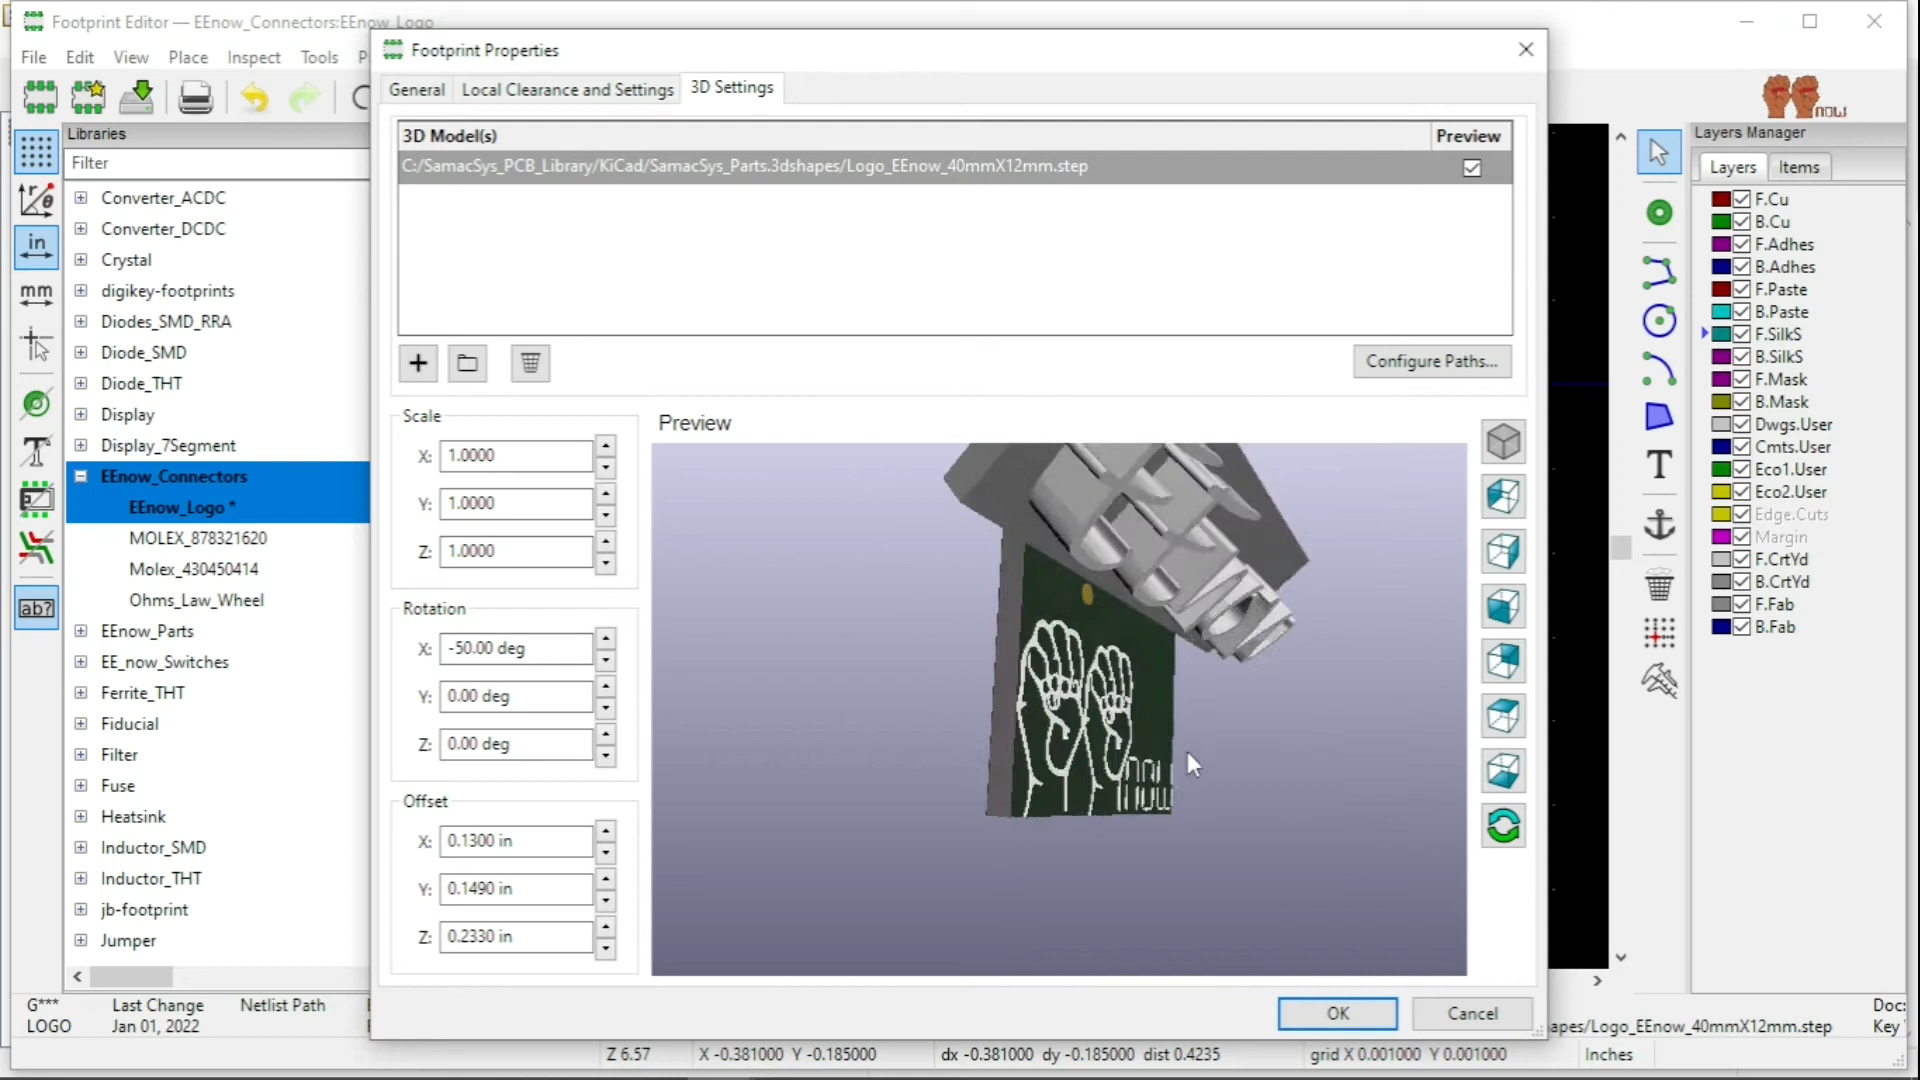 Footprint Editor — EEnow_Connectors:EEnow_Logo
File Edit View Place Inspect Tools
Footprint Properties
General Local Clearance and Settings 3D Settings
now
Libraries
Filter
Converter_ACDC
Converter_DCDC
Crystal
digikey-footprints
Diodes_SMD_RRA
Diode_SMD
Diode_THT
Display
Display_7Segment
EEnow_Connectors
EEnow_Logo *
MOLEX_878321620
Molex_430450414
Ohms_Law_Wheel
EEnow_Parts
EE_now_Switches
Ferrite_THT
Fiducial
Filter
Fuse
Heatsink
Inductor_SMD
Inductor_THT
jb-footprint
Jumper
in
mm
ab?
3D Model(s) Preview
C:/SamacSys_PCB_Library/KiCad/SamacSys_Parts.3dshapes/Logo_EEnow_40mmX12mm.step
Configure Paths...
Scale
X: 1.0000
Y: 1.0000
Z: 1.0000
Rotation
X: -50.00 deg
Y: 0.00 deg
Z: 0.00 deg
Offset
X: 0.1300 in
Y: 0.1490 in
Z: 0.2330 in
Preview
now
OK Cancel
Layers Manager
Layers Items
F.Cu
B.Cu
F.Adhes
B.Adhes
F.Paste
B.Paste
F.SilkS
B.SilkS
F.Mask
B.Mask
Dwgs.User
Cmts.User
Eco1.User
Eco2.User
Edge.Cuts
Margin
F.CrtYd
B.CrtYd
F.Fab
B.Fab
G*** Last Change Netlist Path Doc:
LOGO Jan 01, 2022 apes/Logo_EEnow_40mmX12mm.step Key
Z 6.57 X -0.381000 Y -0.185000 dx -0.381000 dy -0.185000 dist 0.4235 grid X 0.001000 Y 0.001000 Inches